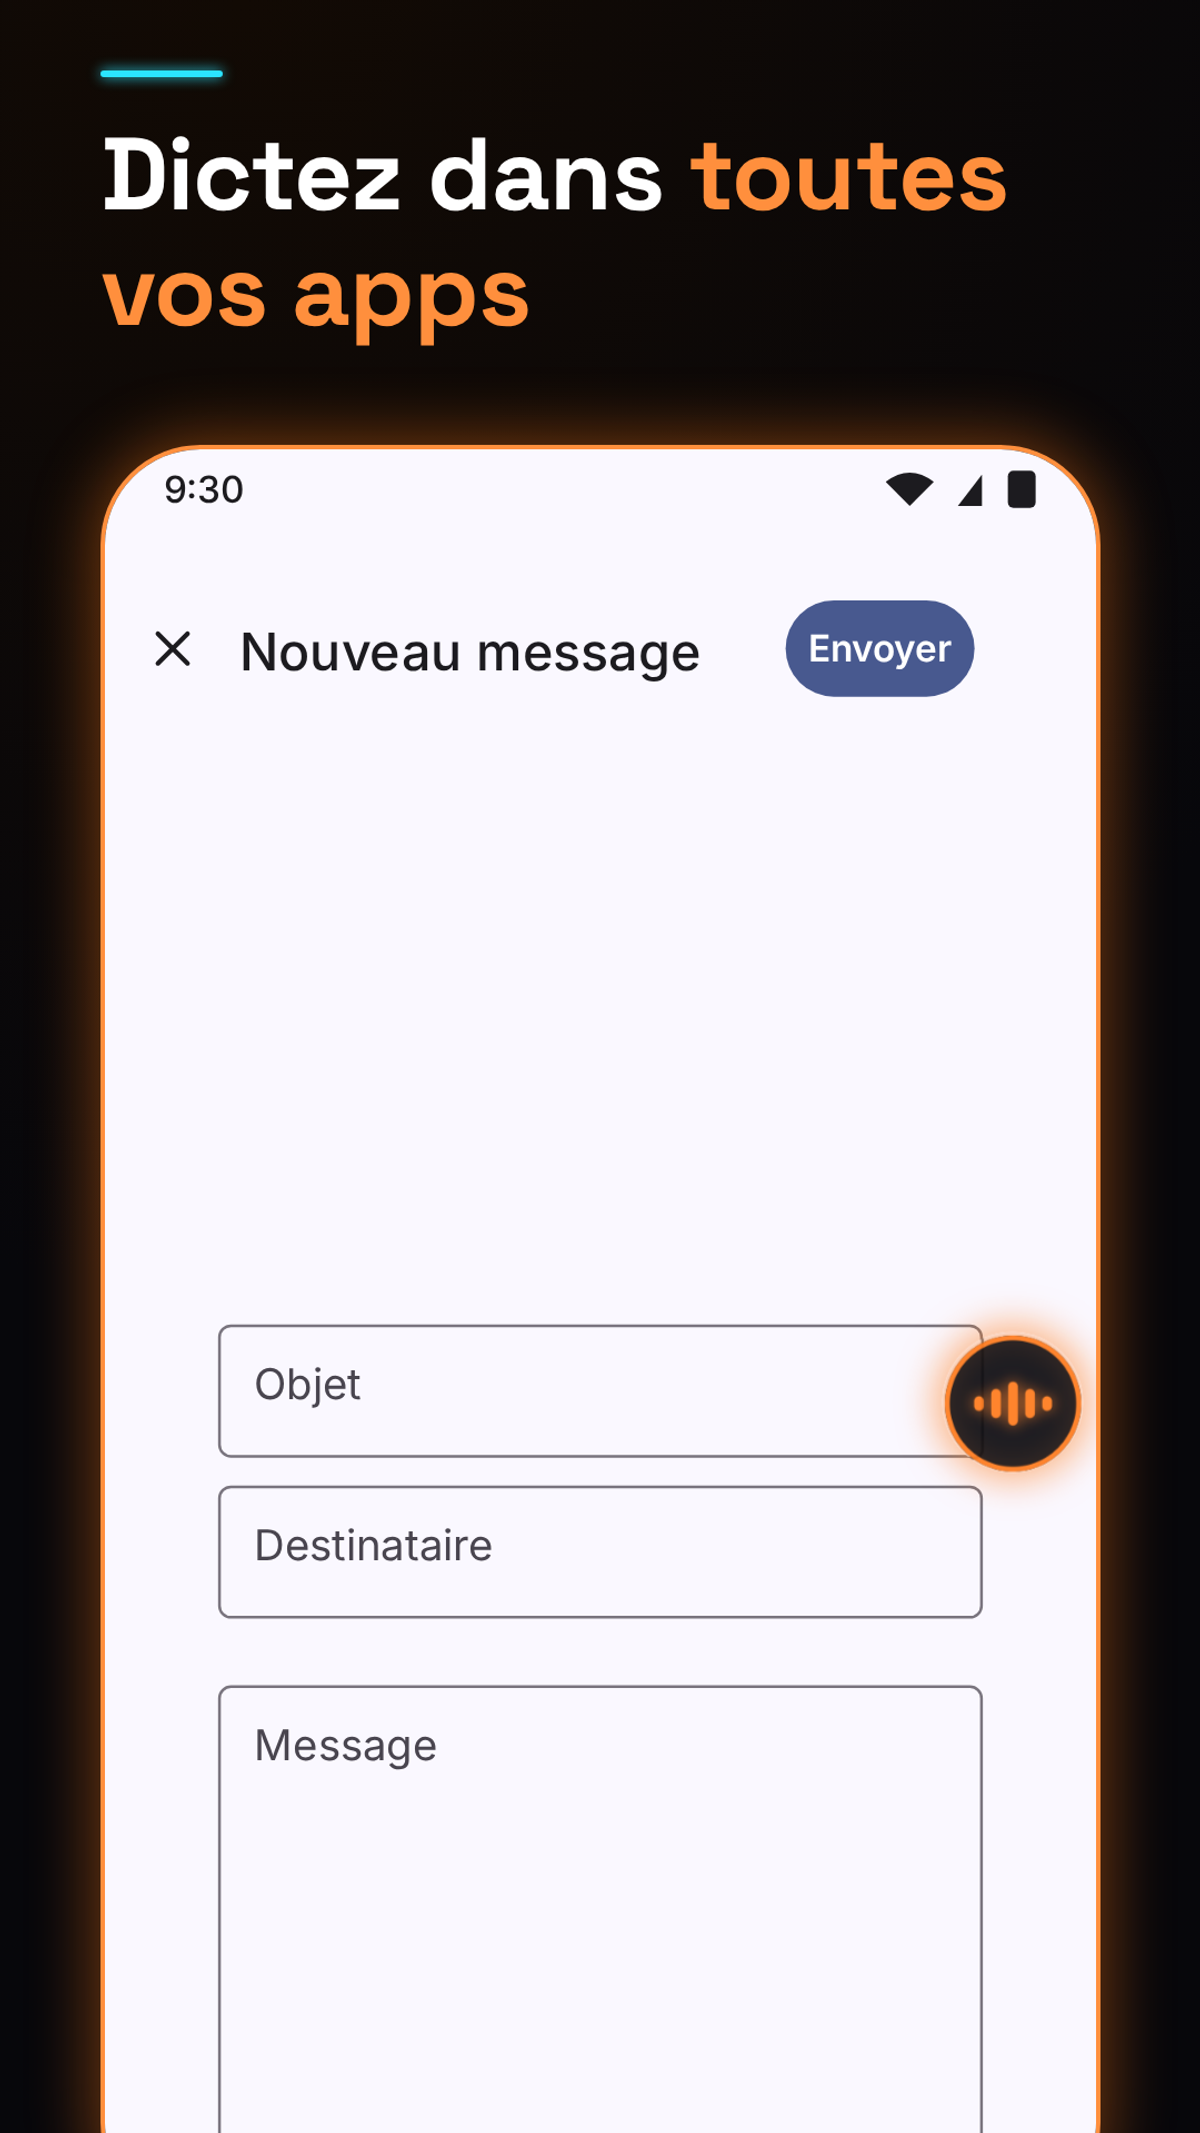 Dictez dans toutes
vos apps
9:30
Nouveau message
Envoyer
Objet
Destinataire
Message